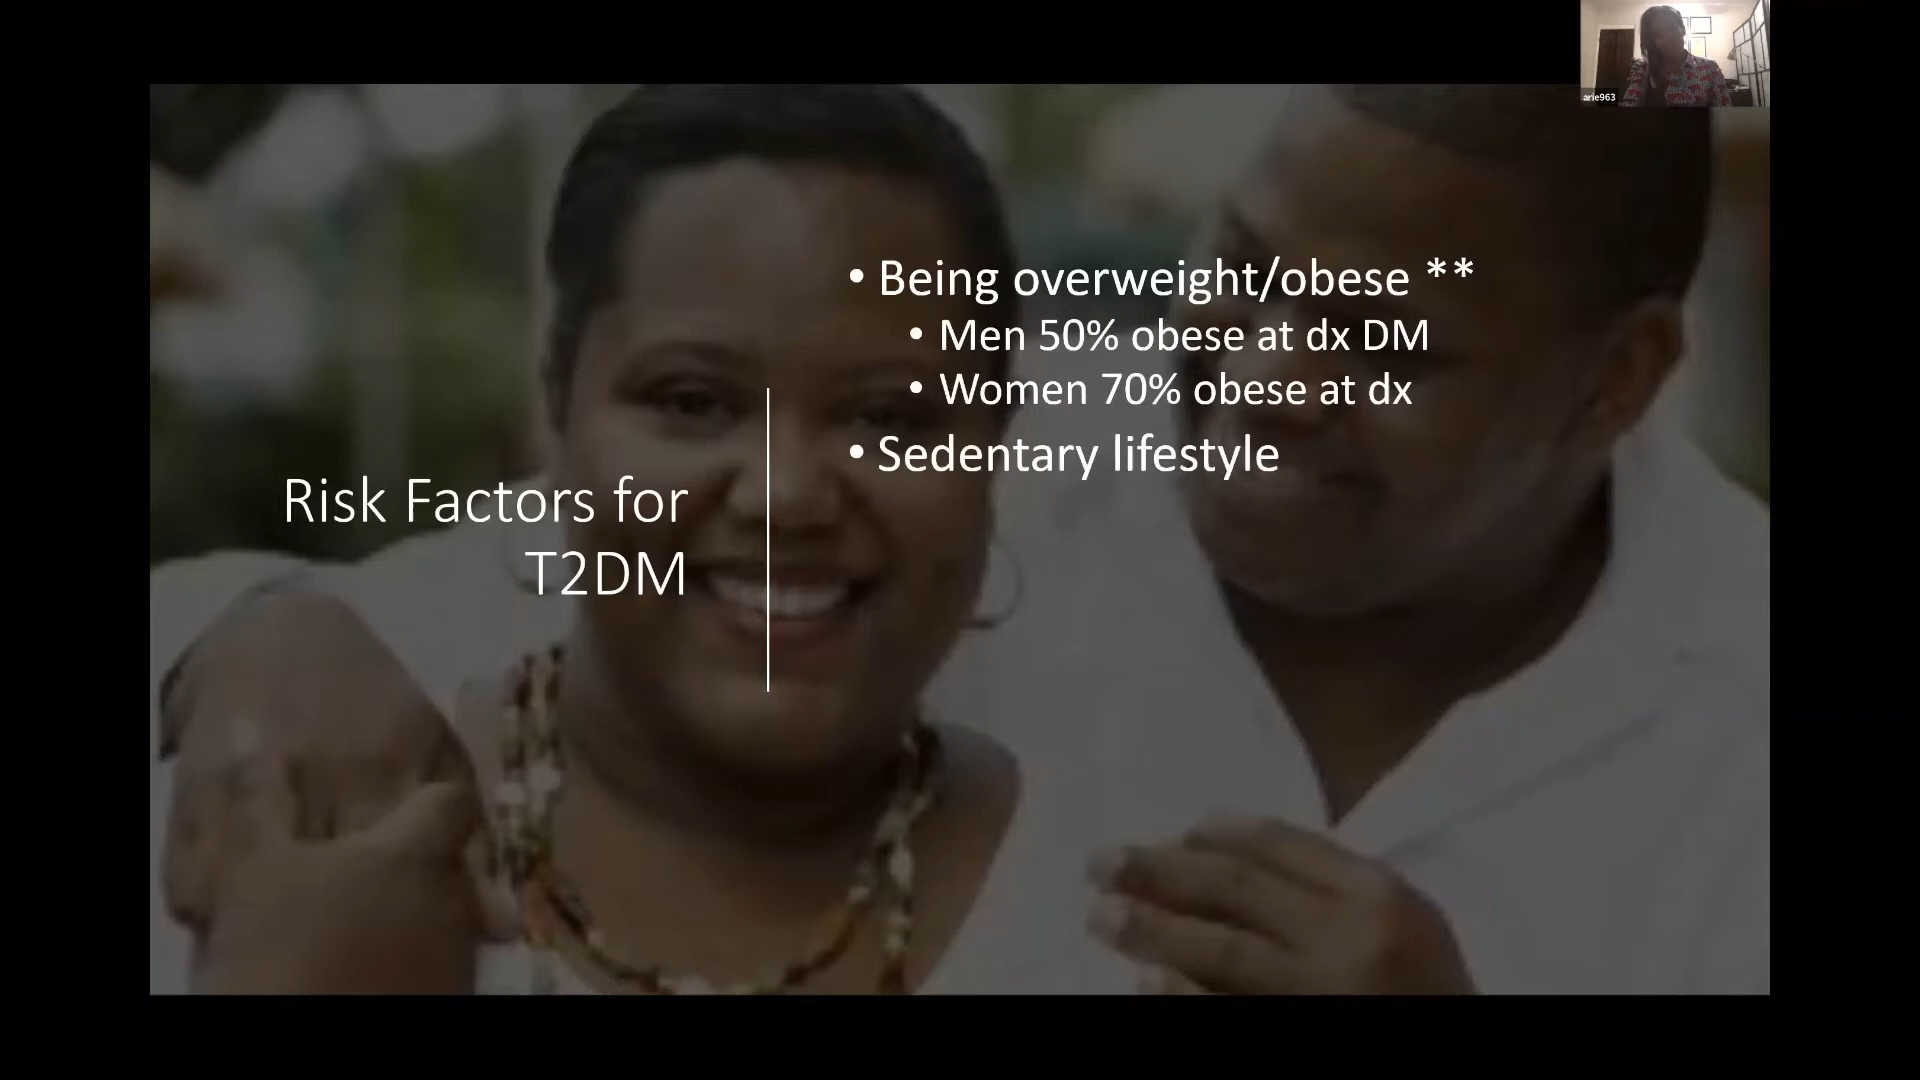 arie963
Risk Factors for
T2DM
• Being overweight/obese **
• Men 50% obese at dx DM
• Women 70% obese at dx
• Sedentary lifestyle